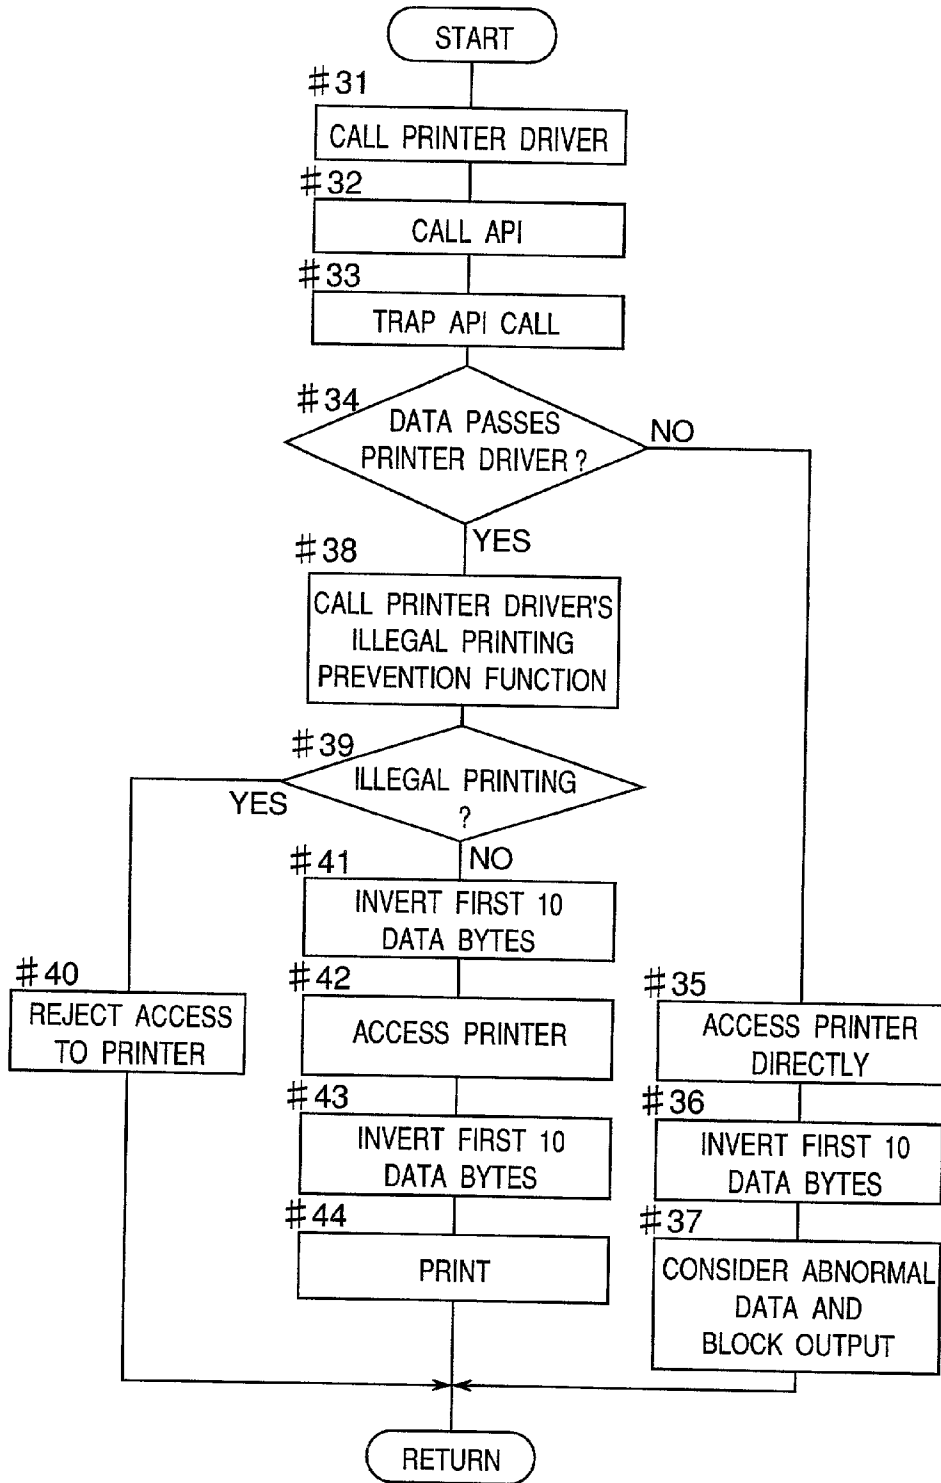 START
#31
CALL PRINTER DRIVER
#32
CALL API
#33
TRAP API CALL
#34
DATA PASSES
PRINTER DRIVER?
NO
YES
#38
CALL PRINTER DRIVER'S
ILLEGAL PRINTING
PREVENTION FUNCTION
#39
ILLEGAL PRINTING
?
YES
NO
#41
INVERT FIRST 10
DATA BYTES
#40
REJECT ACCESS
TO PRINTER
#42
ACCESS PRINTER
#35
ACCESS PRINTER
DIRECTLY
#43
INVERT FIRST 10
DATA BYTES
#36
INVERT FIRST 10
DATA BYTES
#44
PRINT
#37
CONSIDER ABNORMAL
DATA AND
BLOCK OUTPUT
RETURN